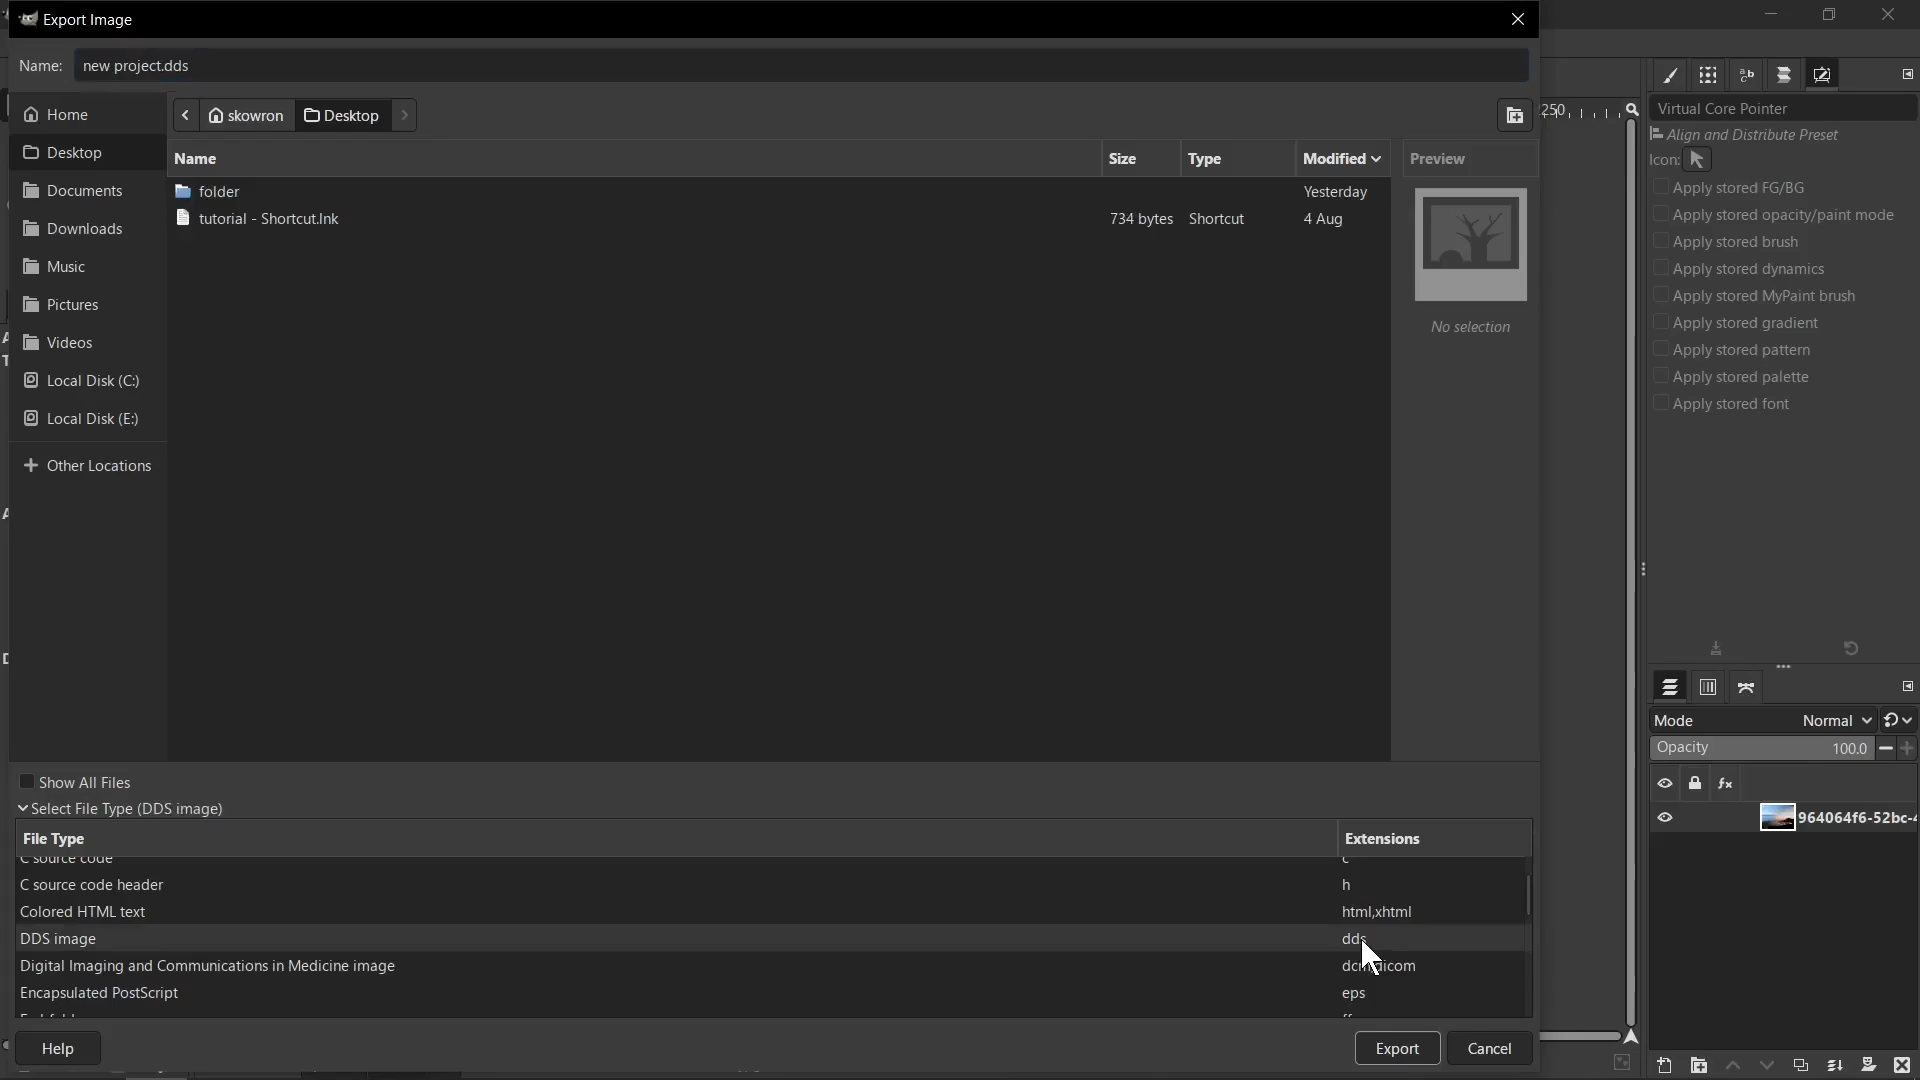 Export Image
Name: new project.dds
Home
Desktop
Documents
Downloads
Music
Pictures
Videos
Local Disk (C:)
Local Disk (E:)
Other Locations
skowron Desktop
Name Size Type Modified Preview
folder Yesterday
tutorial - Shortcut.lnk 734 bytes Shortcut 4 Aug
No selection
Show All Files
Select File Type (DDS image)
File Type Extensions
C source code c
C source code header h
Colored HTML text html,xhtml
DDS image dds
Digital Imaging and Communications in Medicine image
Encapsulated PostScript eps
Help Export Cancel
250
Virtual Core Pointer
Align and Distribute Preset
Icon:
Apply stored FG/BG
Apply stored opacity/paint mode
Apply stored brush
Apply stored dynamics
Apply stored MyPaint brush
Apply stored gradient
Apply stored pattern
Apply stored palette
Apply stored font
Mode Normal
Opacity 100.0
fx
964064f6-52bc-4